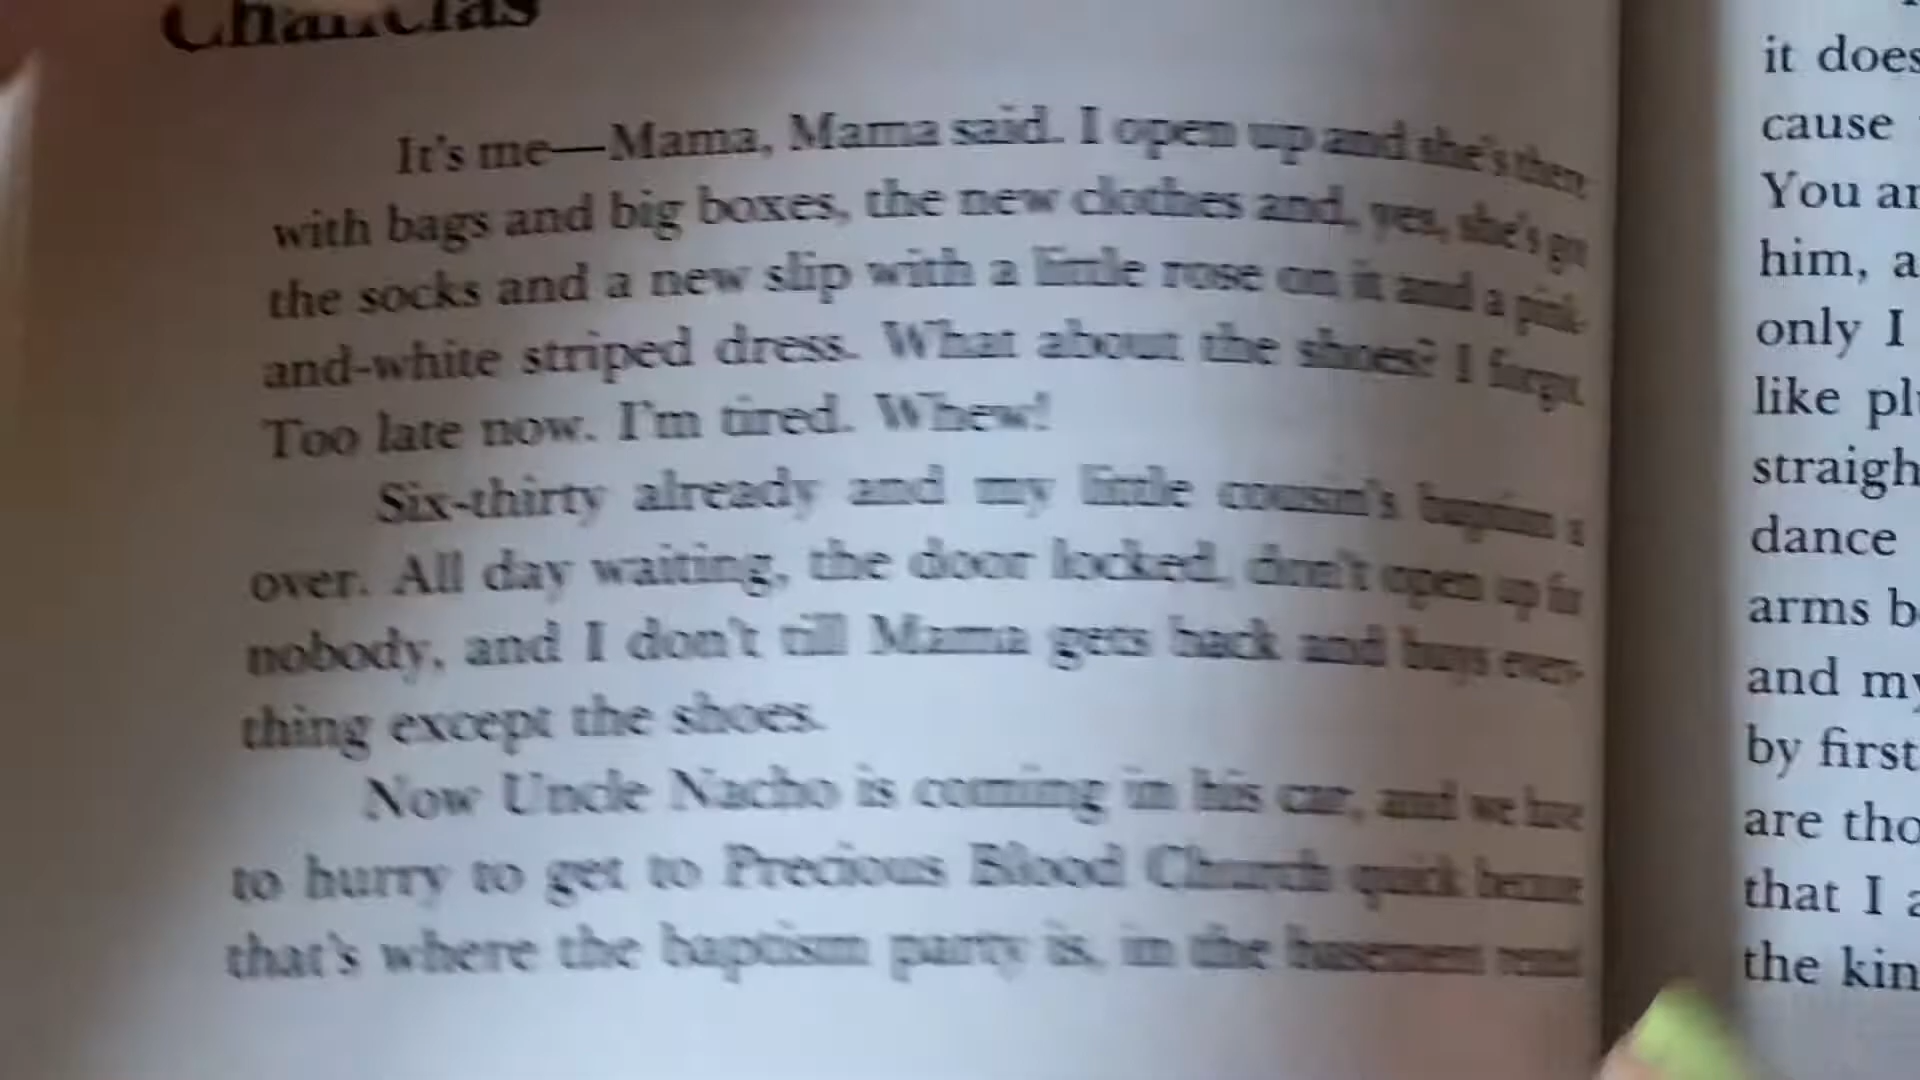 Chanclas
It's me—Mama, Mama said. I open up and she's there
with bags and big boxes, the new clothes and, yes, she's got
the socks and a new slip with a little rose on it and a pink-
and-white striped dress. What about the shoes? I forgot.
Too late now. I'm tired. Whew!
Six-thirty already and my little cousin's baptism is
over. All day waiting, the door locked, don't open up for
nobody, and I don't till Mama gets back and buys every-
thing except the shoes.
Now Uncle Nacho is coming in his car, and we have
to hurry to get to Precious Blood Church quick because
that's where the baptism party is, in the basement rented
it does
cause
You
him, a
only I
like
dance
arms
and
by first
are
that I
the